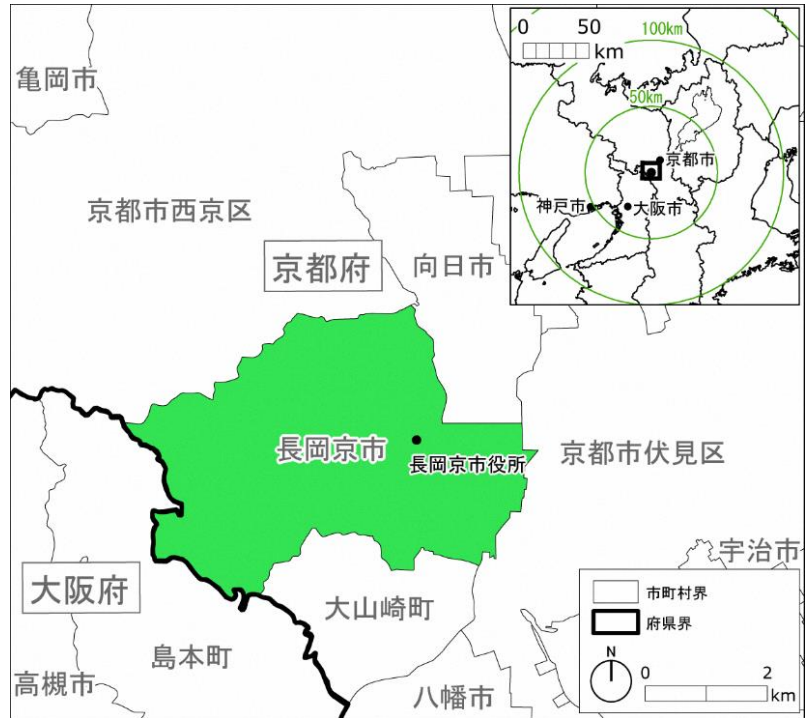 亀岡市
0 50
km
100km
50km
京都市
神戸市
大阪市
京都市西京区
京都府
向日市
長岡京市
長岡京市役所
京都市伏見区
宇治市
大阪府
大山崎町
島本町
高槻市
八幡市
市町村界
府県界
N
0 2
km